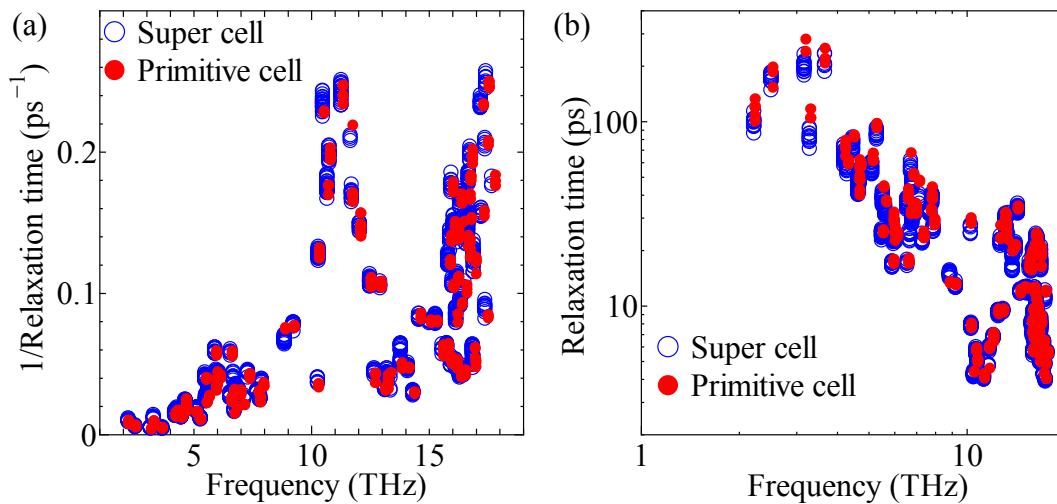 (a)
Super cell
Primitive cell
1/Relaxation time (ps⁻¹)
0.2
0.1
0
5
10
15
Frequency (THz)
(b)
100
10
Relaxation time (ps)
Super cell
Primitive cell
1
10
Frequency (THz)